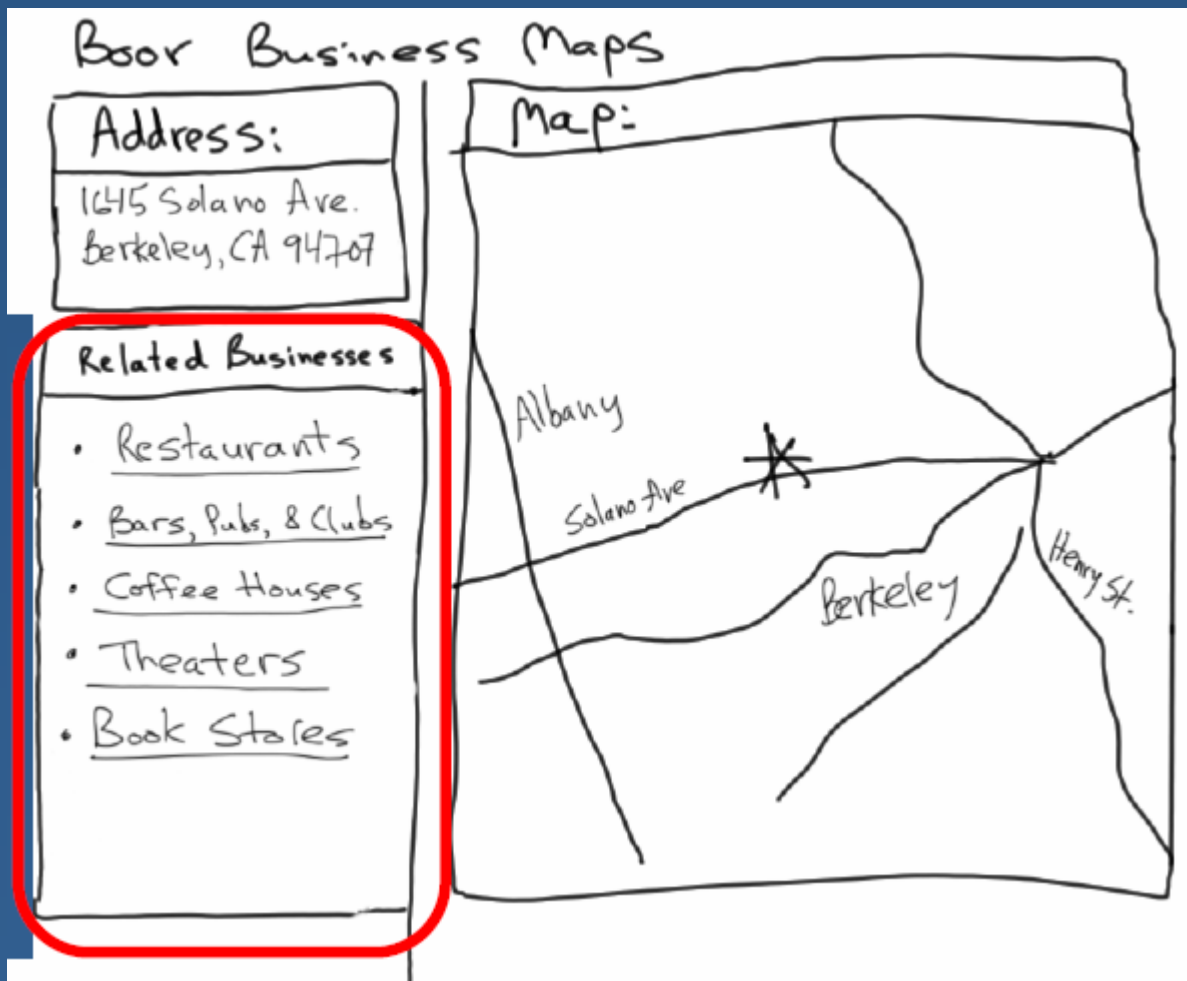 Boor Business Maps
Address:
1645 Solano Ave.
Berkeley, CA 94707
Related Businesses
• Restaurants
• Bars, Pubs, & Clubs
• Coffee Houses
• Theaters
• Book Stores
Map:
Albany
Solano Ave
Berkeley
Henry St.